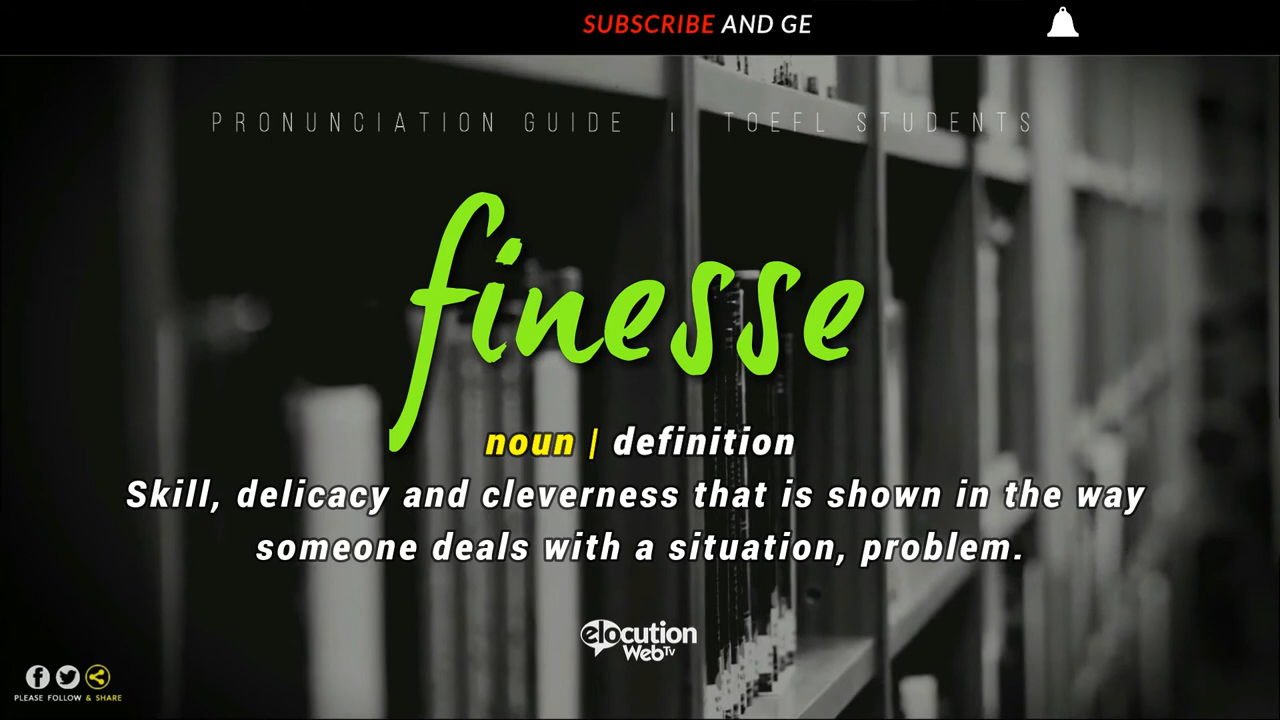 SUBSCRIBE AND GE
PRONUNCIATION GUIDE | TOEFL STUDENTS
finesse
noun | definition
Skill, delicacy and cleverness that is shown in the way
someone deals with a situation, problem.
elocution
WebTv
PLEASE FOLLOW & SHARE